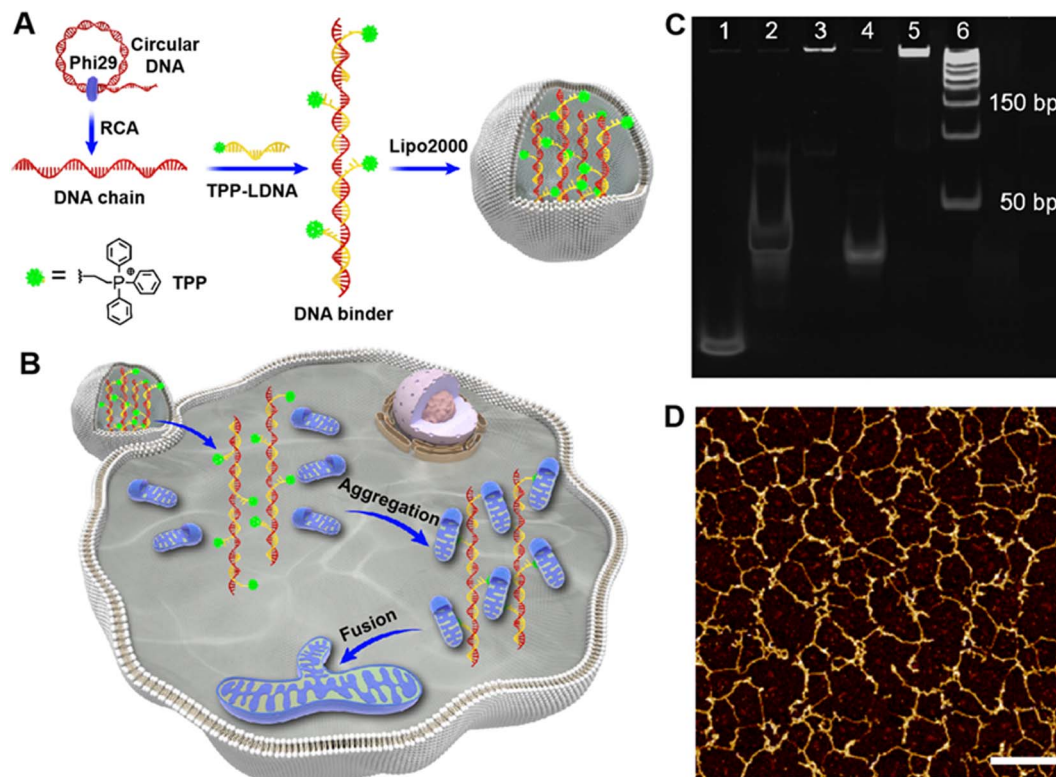 A
Phi29
Circular
DNA
RCA
DNA chain
TPP-LDNA
DNA binder
Lipo2000
=
P
⊕
TPP
B
Aggregation
Fusion
C
1 2 3 4 5 6
150 bp
50 bp
D